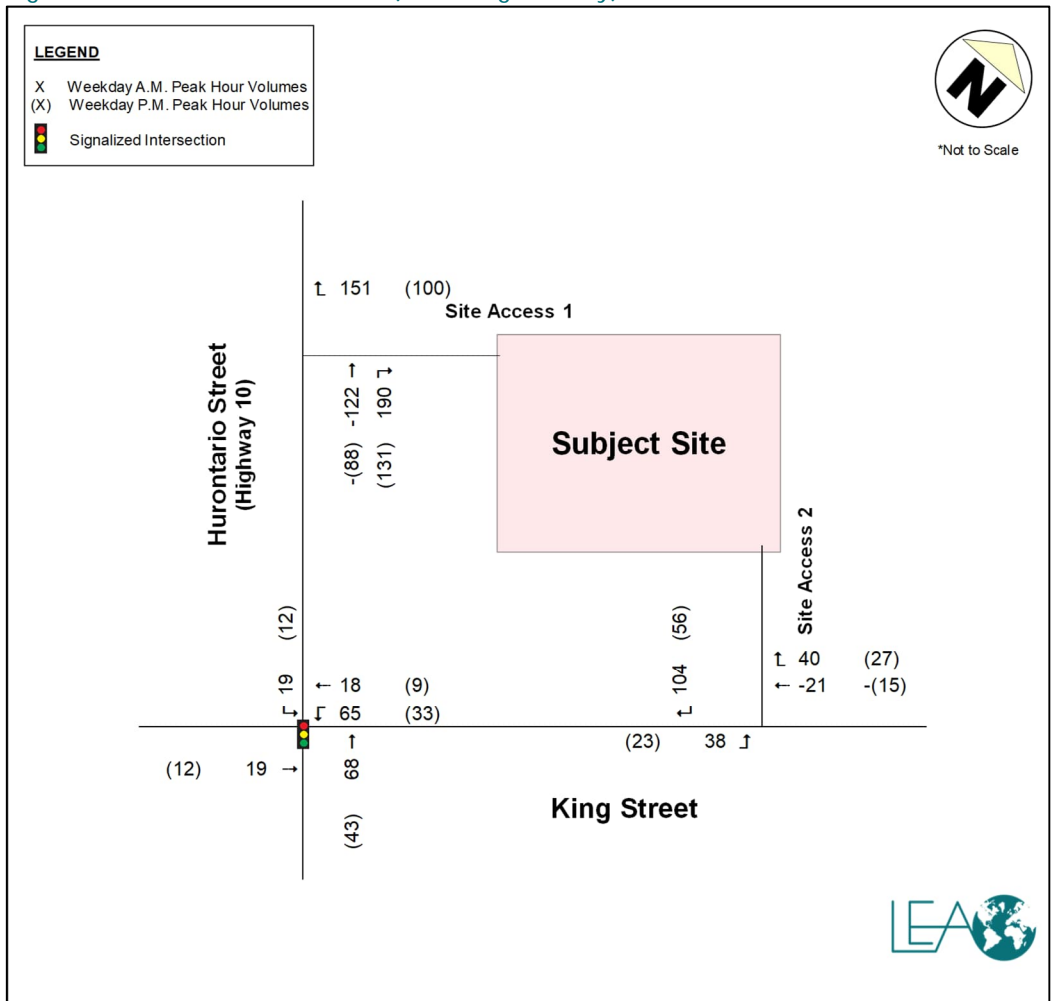 LEGEND
X Weekday A.M. Peak Hour Volumes
(X) Weekday P.M. Peak Hour Volumes
Signalized Intersection
N
*Not to Scale
151 (100)
Site Access 1
Hurontario Street
(Highway 10)
-(88) -122
(131) 190
Subject Site
Site Access 2
19 (12)
18 (9)
65 (33)
104 (56)
40 (27)
-21 -(15)
(23) 38
(12) 19
(43) 68
King Street
LEA